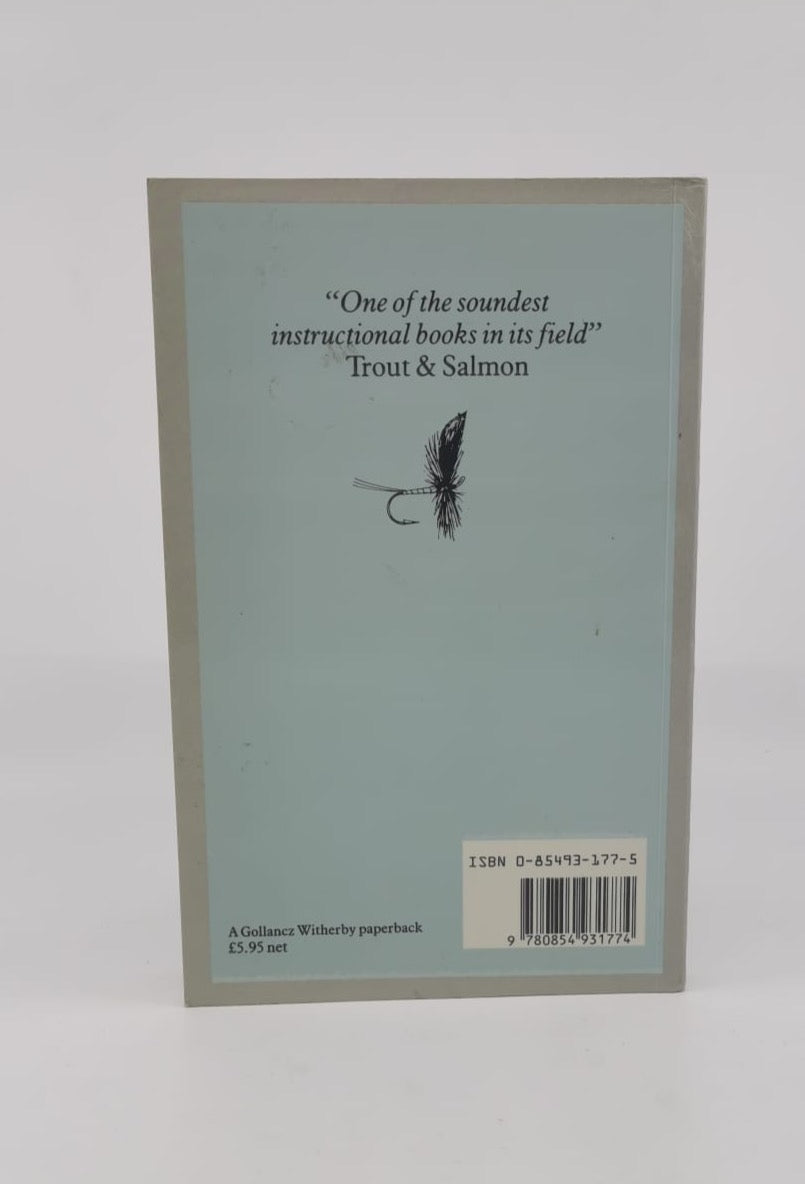 “One of the soundest
instructional books in its field”
Trout & Salmon
A Gollancz Witherby paperback
£5.95 net
ISBN 0-85493-177-5
9 780854 931774